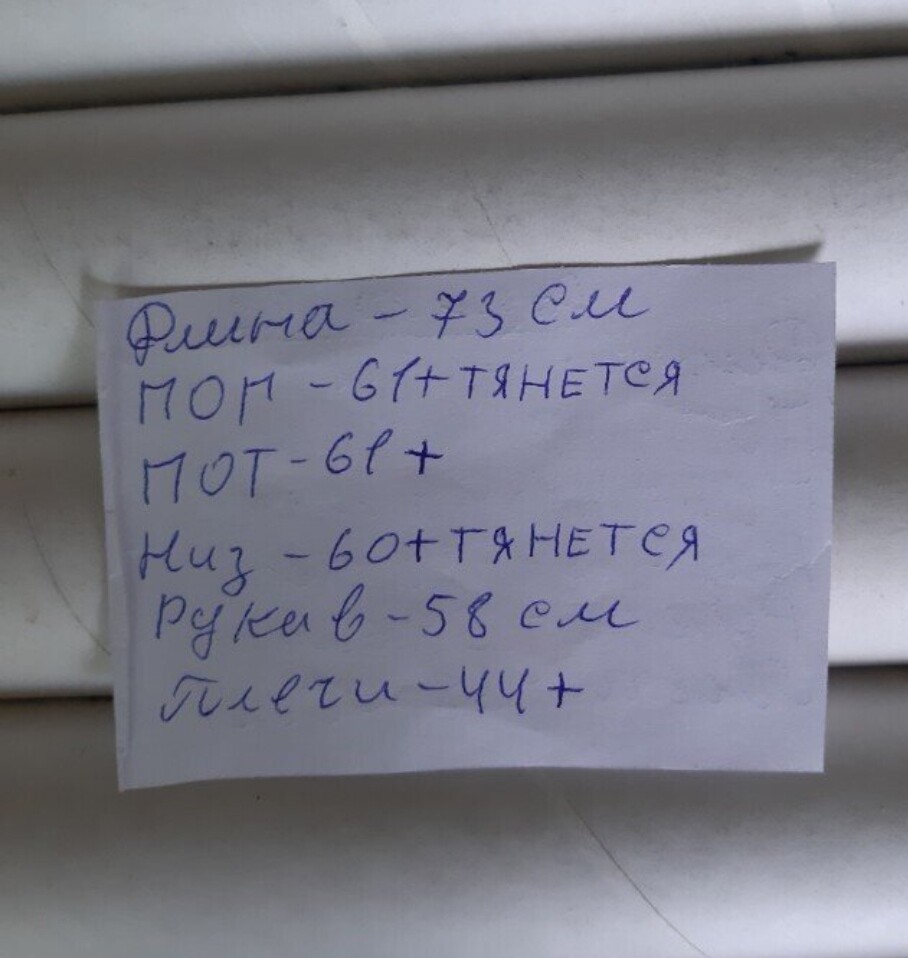 Длина - 73 см
ПОГ - 61+ТЯНЕТСЯ
ПОТ - 61+
Низ - 60+ТЯНЕТСЯ
Рукав - 58 см
Плечи - 44+